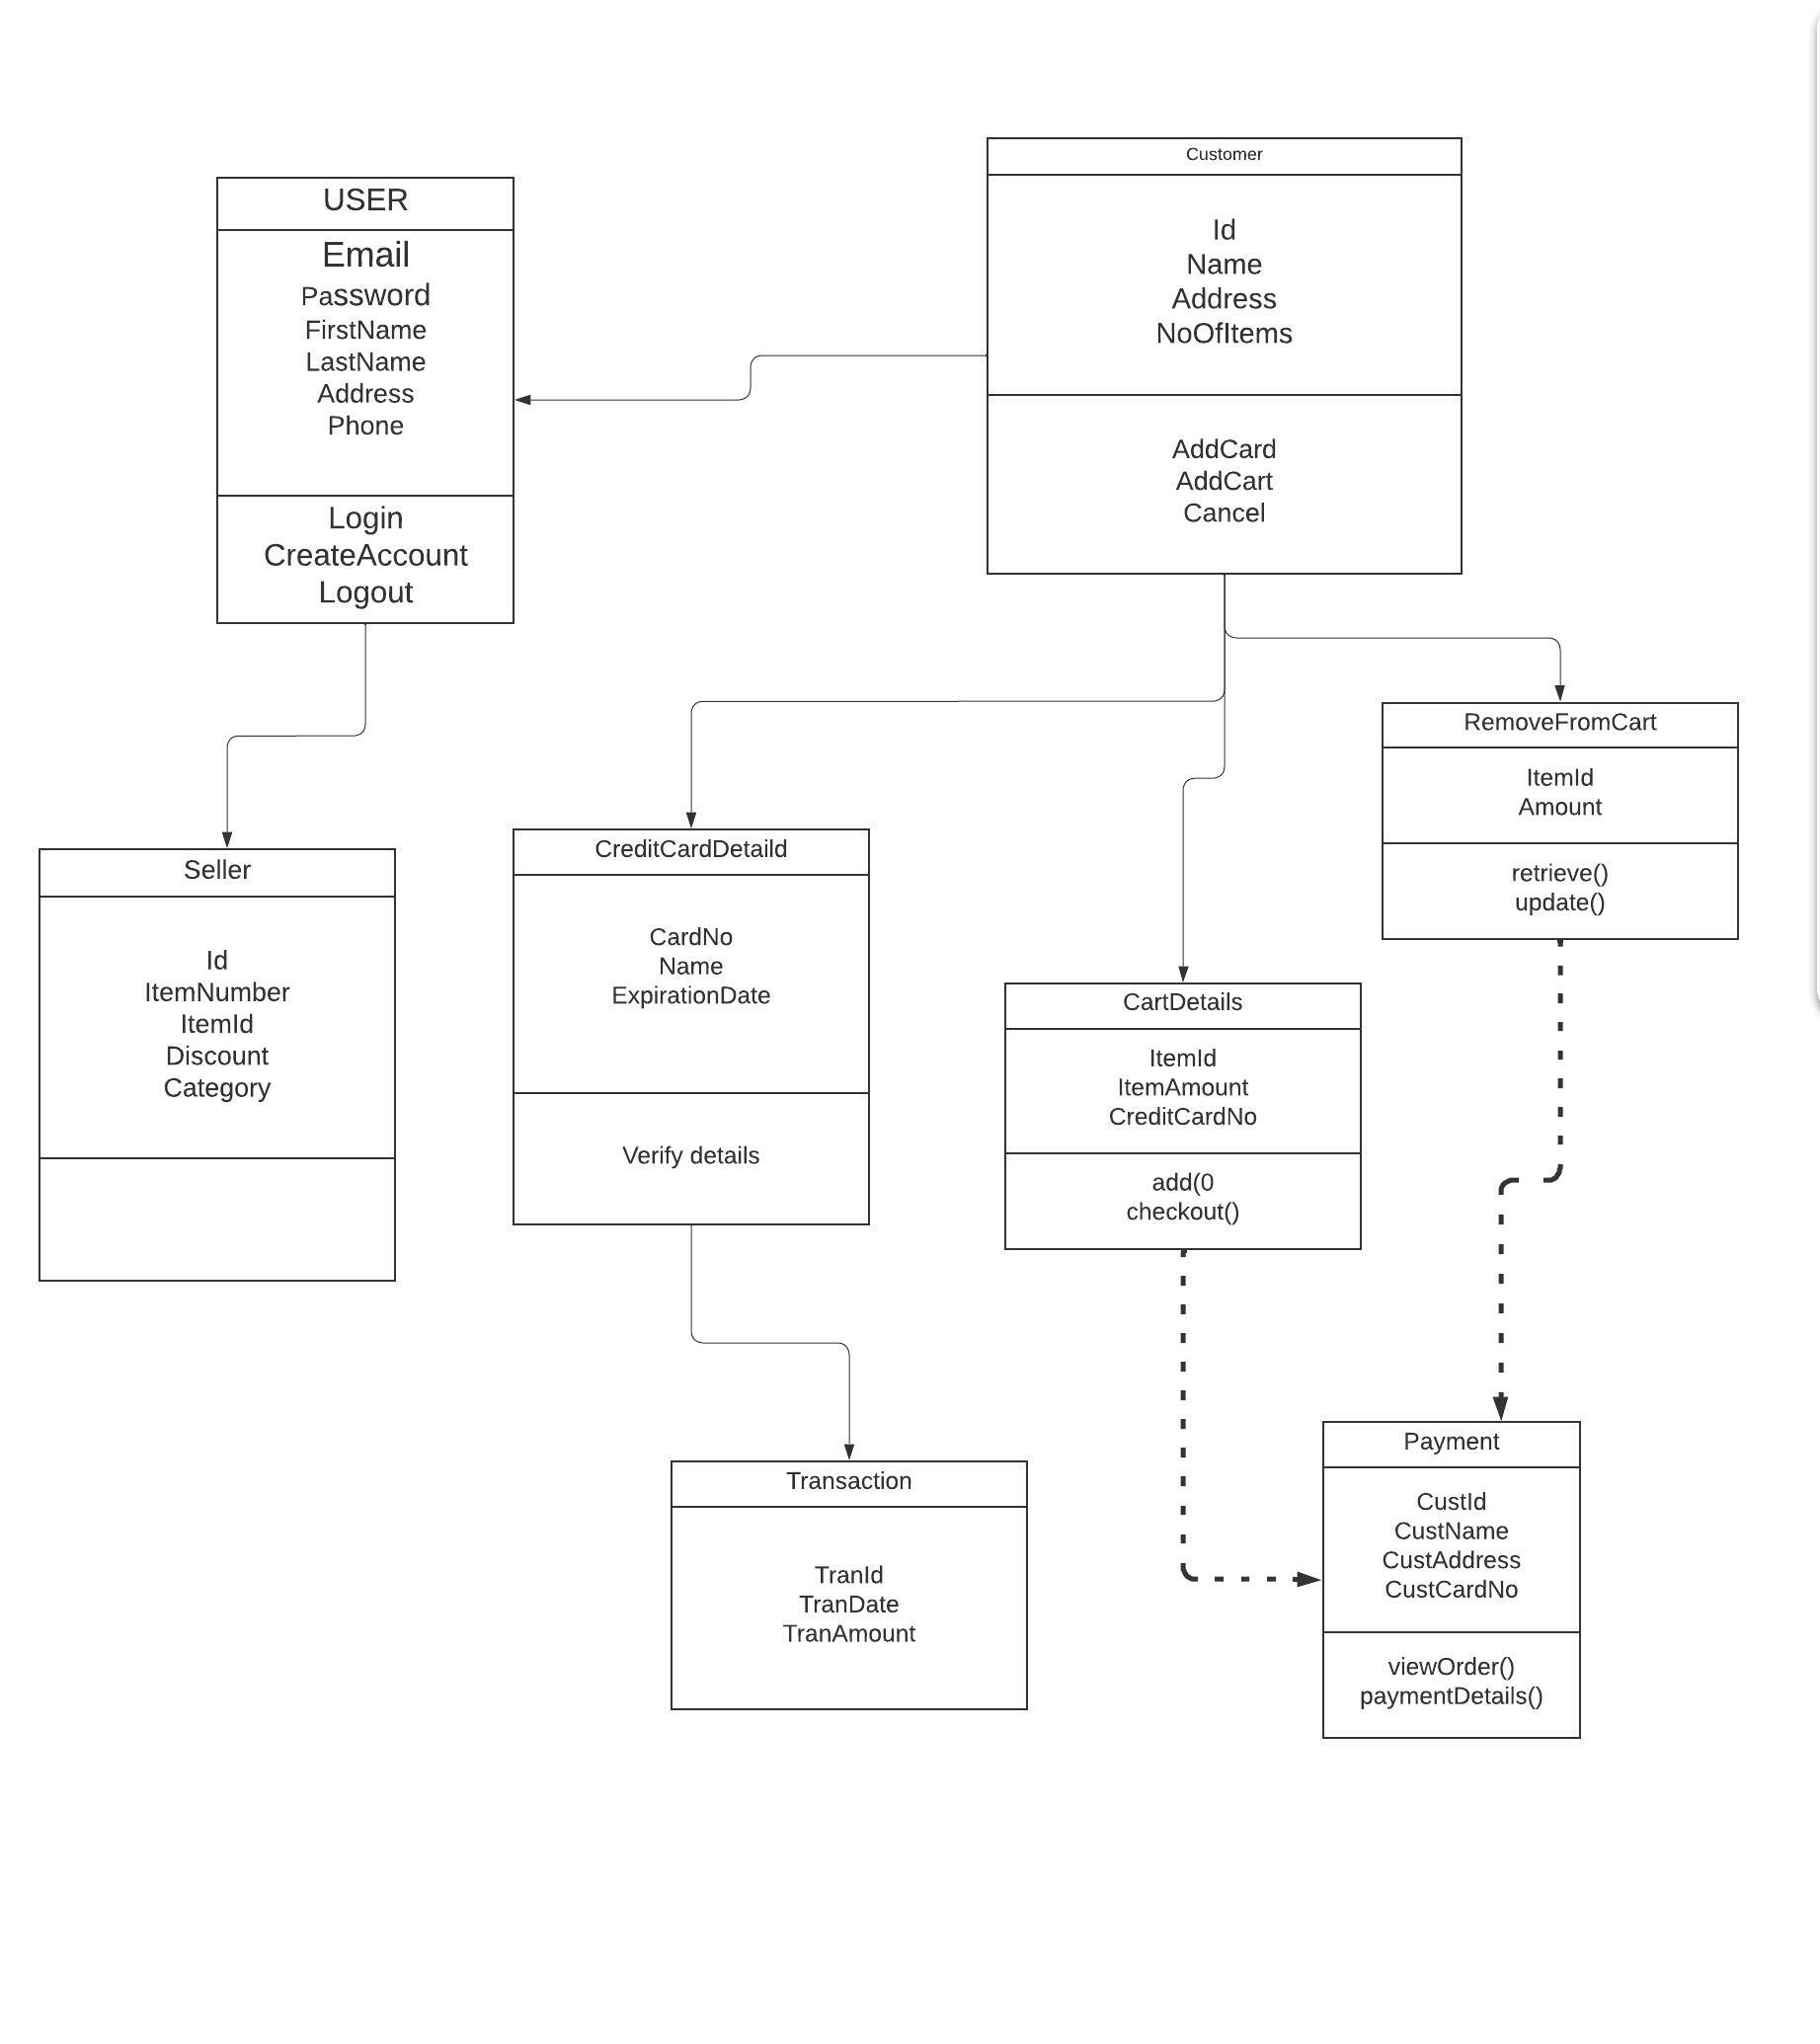 USER
Email
Password
FirstName
LastName
Address
Phone
Login
CreateAccount
Logout
Customer
Id
Name
Address
NoOfItems
AddCard
AddCart
Cancel
Seller
Id
ItemNumber
ItemId
Discount
Category
CreditCardDetaild
CardNo
Name
ExpirationDate
Verify details
CartDetails
ItemId
ItemAmount
CreditCardNo
add(0
checkout()
RemoveFromCart
ItemId
Amount
retrieve()
update()
Transaction
TranId
TranDate
TranAmount
Payment
CustId
CustName
CustAddress
CustCardNo
viewOrder()
paymentDetails()